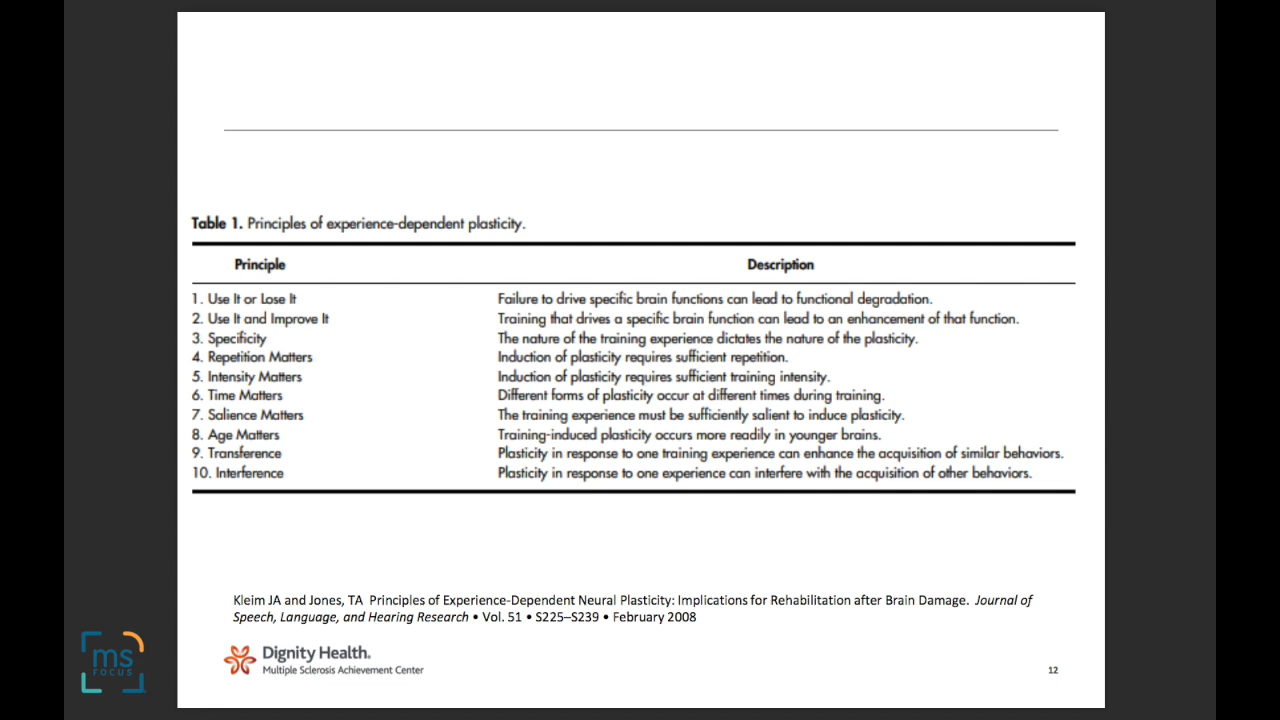 Table 1. Principles of experience-dependent plasticity.
Principle Description
1. Use It or Lose It Failure to drive specific brain functions can lead to functional degradation.
2. Use It and Improve It Training that drives a specific brain function can lead to an enhancement of that function.
3. Specificity The nature of the training experience dictates the nature of the plasticity.
4. Repetition Matters Induction of plasticity requires sufficient repetition.
5. Intensity Matters Induction of plasticity requires sufficient training intensity.
6. Time Matters Different forms of plasticity occur at different times during training.
7. Salience Matters The training experience must be sufficiently salient to induce plasticity.
8. Age Matters Training-induced plasticity occurs more readily in younger brains.
9. Transference Plasticity in response to one training experience can enhance the acquisition of similar behaviors.
10. Interference Plasticity in response to one experience can interfere with the acquisition of other behaviors.
Kleim JA and Jones, TA Principles of Experience-Dependent Neural Plasticity: Implications for Rehabilitation after Brain Damage. Journal of
Speech, Language, and Hearing Research • Vol. 51 • S225–S239 • February 2008
Dignity Health.
Multiple Sclerosis Achievement Center
12
ms
FOCUS